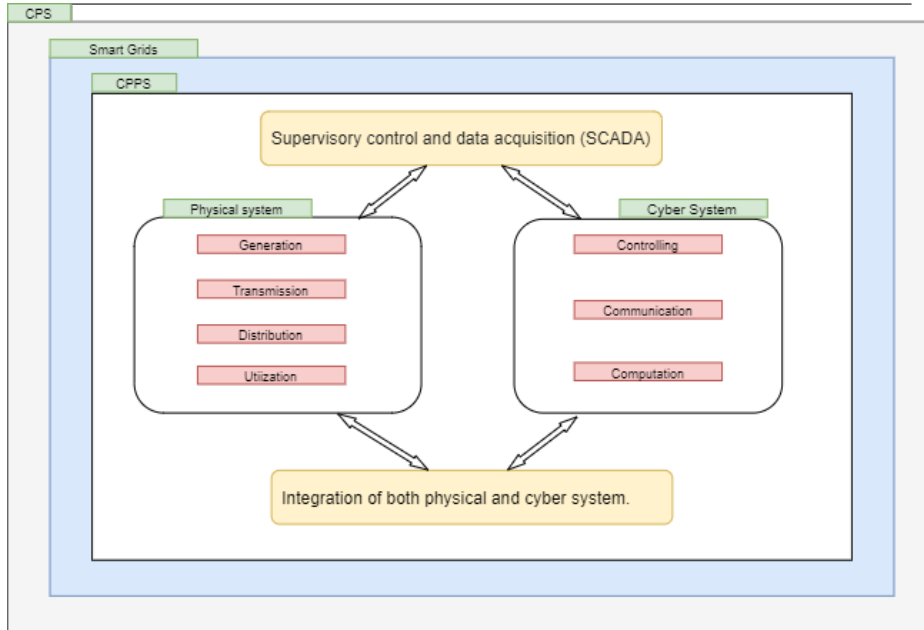 CPS
Smart Grids
CPPS
Supervisory control and data acquisition (SCADA)
Physical system
Generation
Transmission
Distribution
Utiization
Cyber System
Controlling
Communication
Computation
Integration of both physical and cyber system.